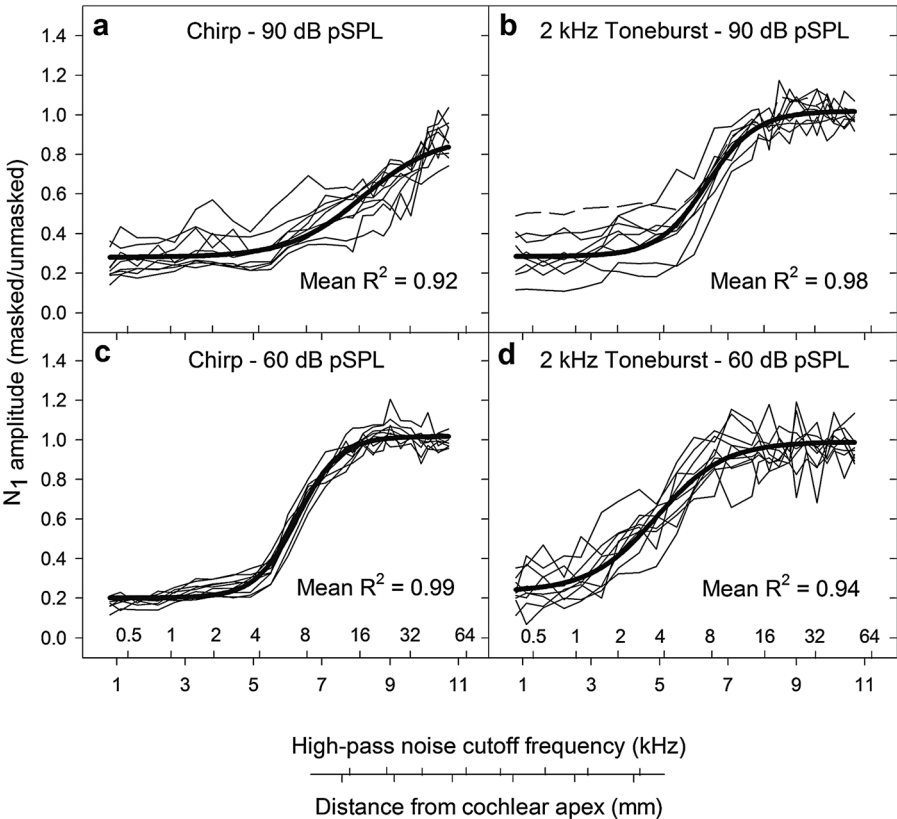 a Chirp - 90 dB pSPL
b 2 kHz Toneburst - 90 dB pSPL
1.4
1.2
1.0
0.8
0.6
0.4
0.2
0.0
Mean R2 = 0.92
Mean R2 = 0.98
N1 amplitude (masked/unmasked)
c Chirp - 60 dB pSPL
d 2 kHz Toneburst - 60 dB pSPL
1.4
1.2
1.0
0.8
0.6
0.4
0.2
0.0
Mean R2 = 0.99
Mean R2 = 0.94
0.5 1 2 4 8 16 32 64
0.5 1 2 4 8 16 32 64
1 3 5 7 9 11
1 3 5 7 9 11
High-pass noise cutoff frequency (kHz)
Distance from cochlear apex (mm)